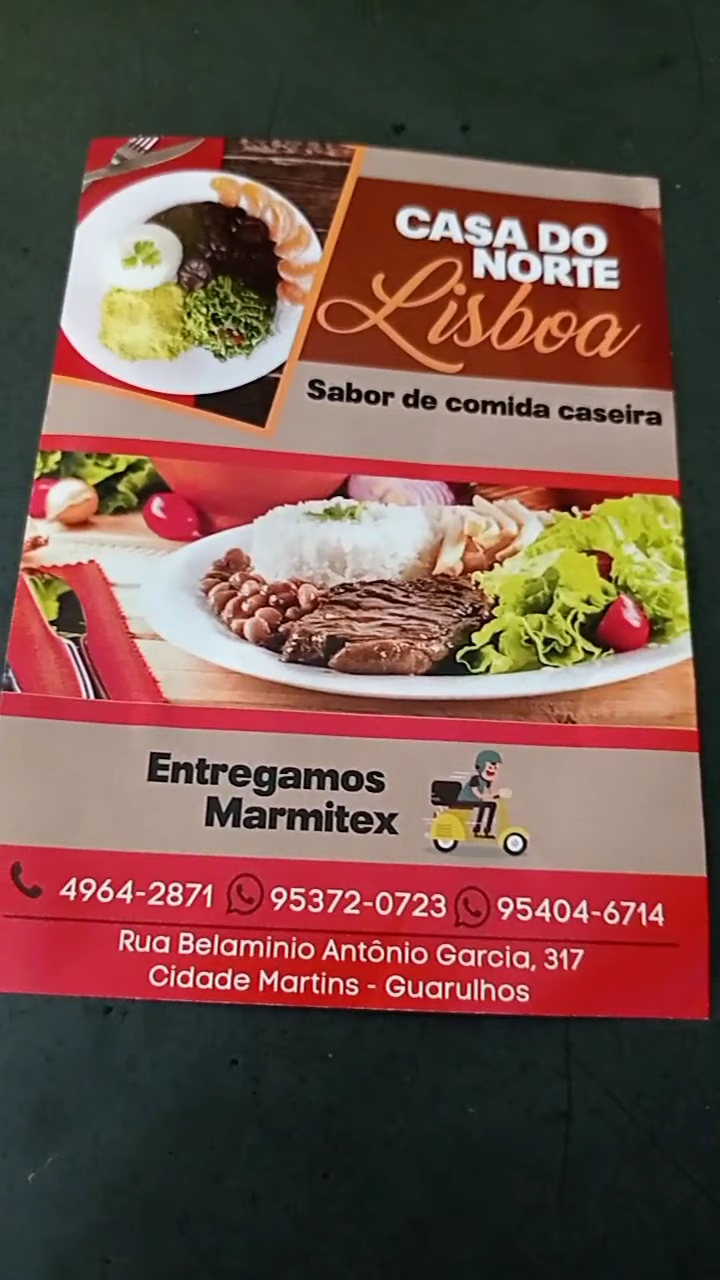 CASA DO
NORTE
Lisboa
Sabor de comida caseira
Entregamos
Marmitex
4964-2871 95372-0723 95404-6714
Rua Belaminio Antônio Garcia, 317
Cidade Martins - Guarulhos